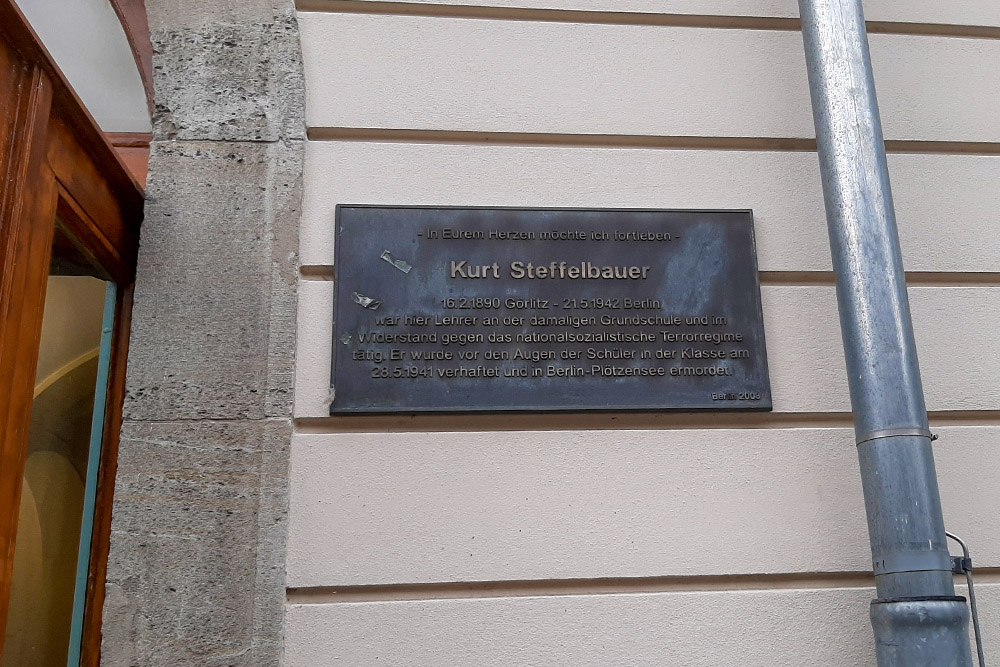 - In Eurem Herzen möchte ich fortleben -
Kurt Steffelbauer
16.2.1890 Görlitz - 21.5.1942 Berlin
war hier Lehrer an der damaligen Grundschule und im
Widerstand gegen das nationalsozialistische Terrorregime
tätig. Er wurde vor den Augen der Schüler in der Klasse am
28.5.1941 verhaftet und in Berlin-Plötzensee ermordet.
Berlin 2008